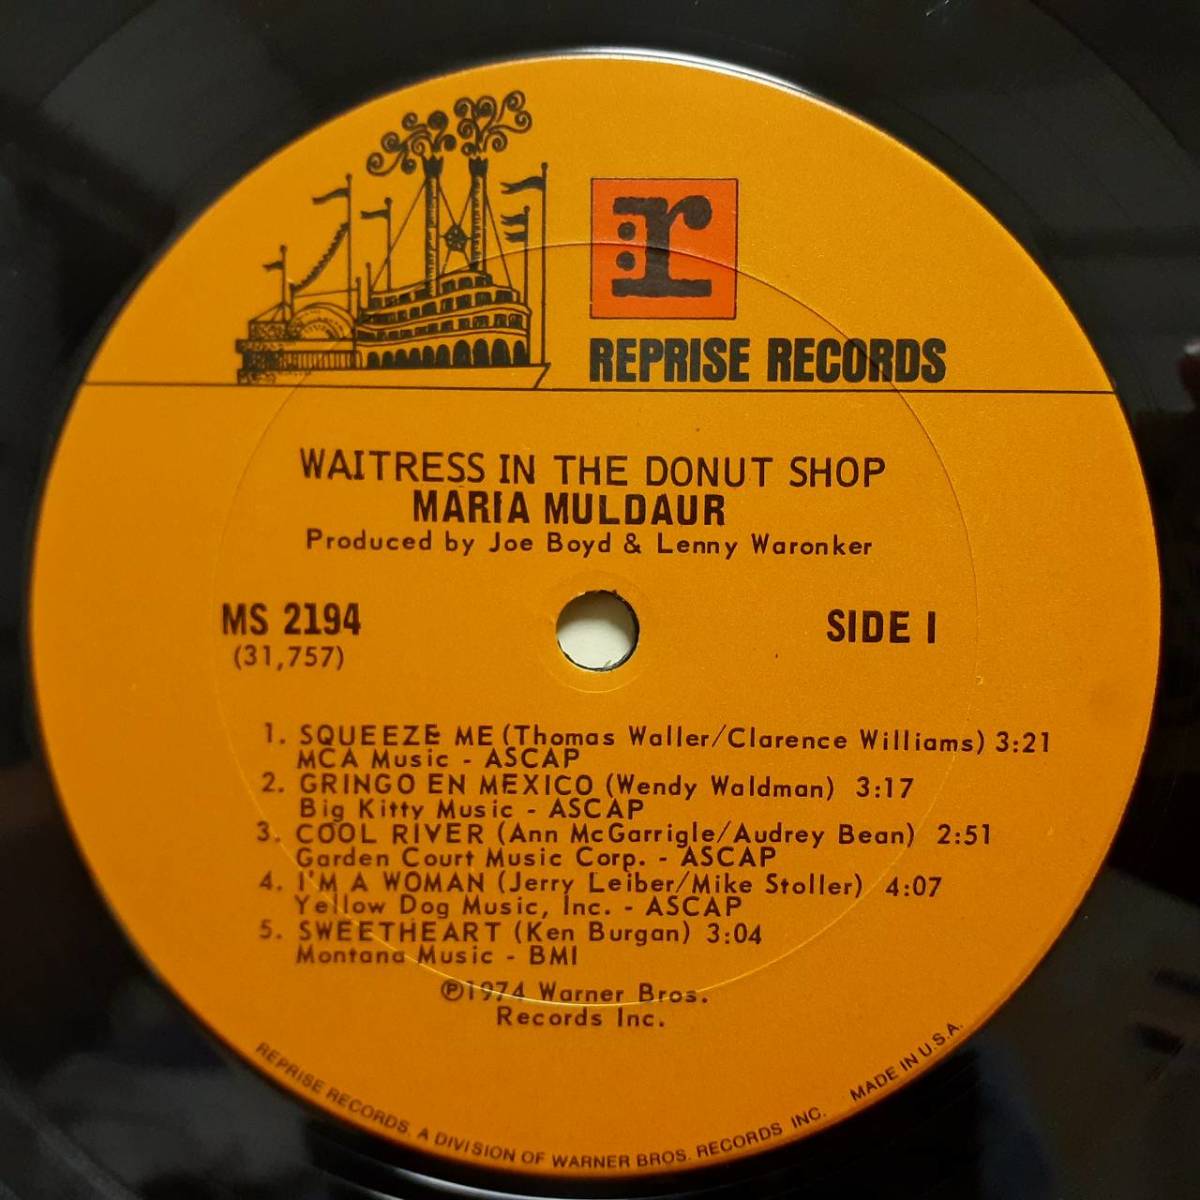 :r
REPRISE RECORDS
WAITRESS IN THE DONUT SHOP
MARIA MULDAUR
Produced by Joe Boyd & Lenny Waronker
MS 2194
(31,757)
SIDE I
1. SQUEEZE ME (Thomas Waller/Clarence Williams) 3:21
MCA Music - ASCAP
2. GRINGO EN MEXICO (Wendy Waldman) 3:17
Big Kitty Music - ASCAP
3. COOL RIVER (Ann McGarrigle/Audrey Bean) 2:51
Garden Court Music Corp. - ASCAP
4. I'M A WOMAN (Jerry Leiber/Mike Stoller) 4:07
Yellow Dog Music, Inc. - ASCAP
5. SWEETHEART (Ken Burgan) 3:04
Montana Music - BMI
℗1974 Warner Bros.
Records Inc.
REPRISE RECORDS, A DIVISION OF WARNER BROS. RECORDS INC. MADE IN U.S.A.